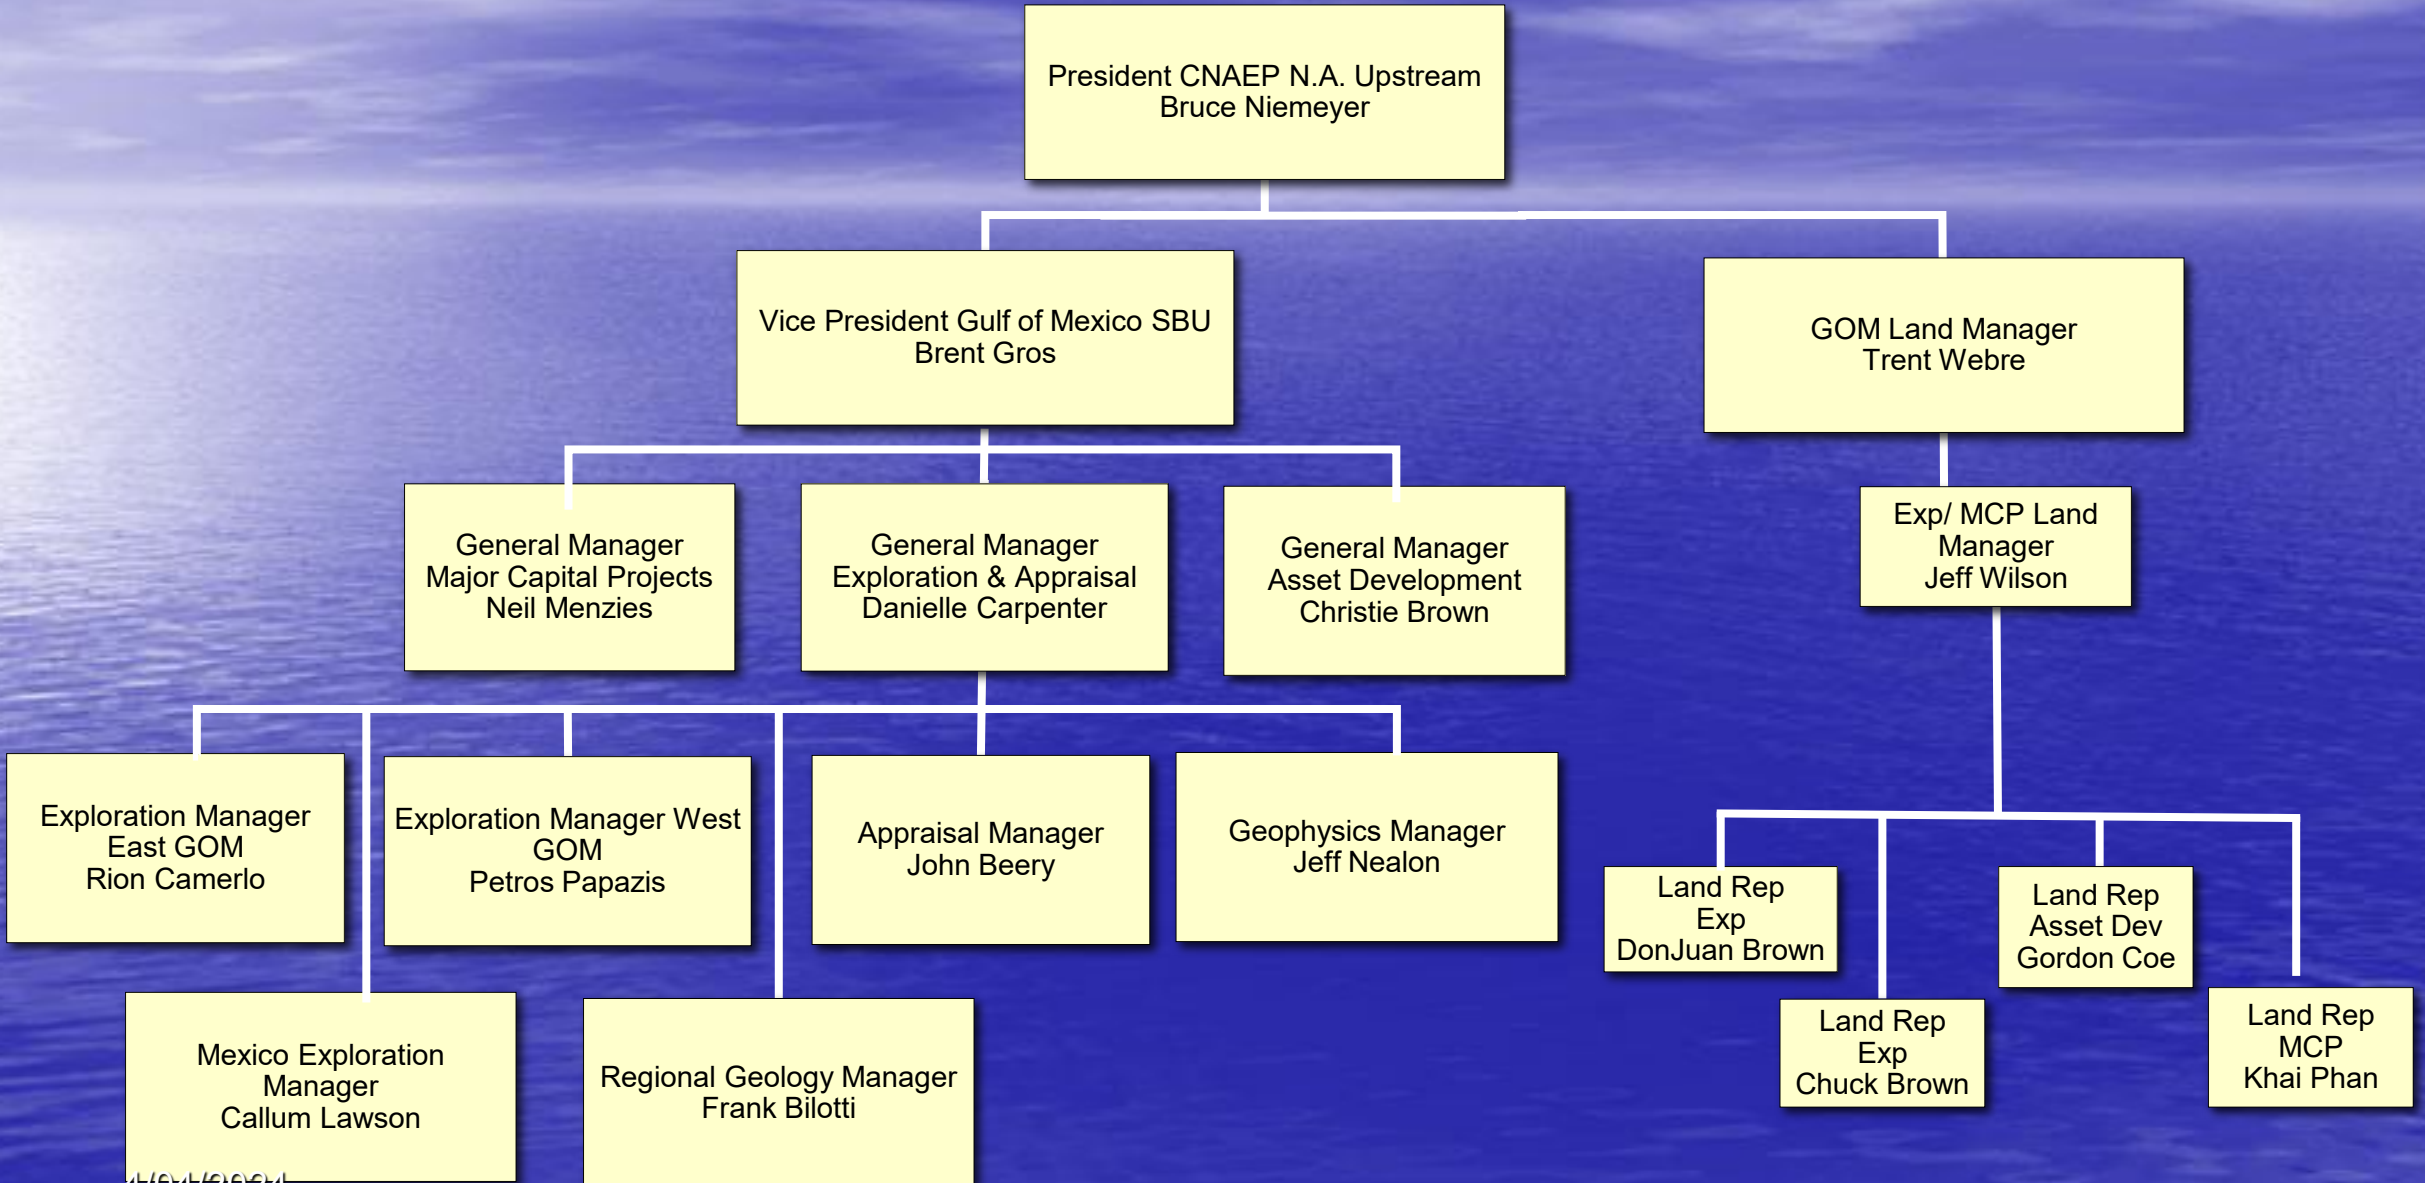 President CNAEP N.A. Upstream
Bruce Niemeyer
Vice President Gulf of Mexico SBU
Brent Gros
GOM Land Manager
Trent Webre
General Manager
Major Capital Projects
Neil Menzies
General Manager
Exploration & Appraisal
Danielle Carpenter
General Manager
Asset Development
Christie Brown
Exp/ MCP Land
Manager
Jeff Wilson
Exploration Manager
East GOM
Rion Camerlo
Exploration Manager West
GOM
Petros Papazis
Appraisal Manager
John Beery
Geophysics Manager
Jeff Nealon
Land Rep
Exp
DonJuan Brown
Land Rep
Asset Dev
Gordon Coe
Mexico Exploration
Manager
Callum Lawson
Regional Geology Manager
Frank Bilotti
Land Rep
Exp
Chuck Brown
Land Rep
MCP
Khai Phan